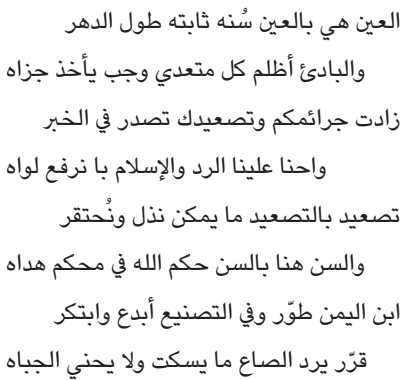 العين هي بالعين سُنه ثابته طول الدهر
والبادئ أظلم كل متعدي وجب يأخذ جزاه
زادت جرائمكم وتصعيدك تصدر في الخبر
واحنا علينا الرد والإسلام با نرفع لواه
تصعيد بالتصعيد ما يمكن نذل ونُحتقر
والسن هنا بالسن حكم الله في محكم هداه
ابن اليمن طوّر وفي التصنيع أبدع وابتكر
قرّر يرد الصاع ما يسكت ولا يحني الجباه